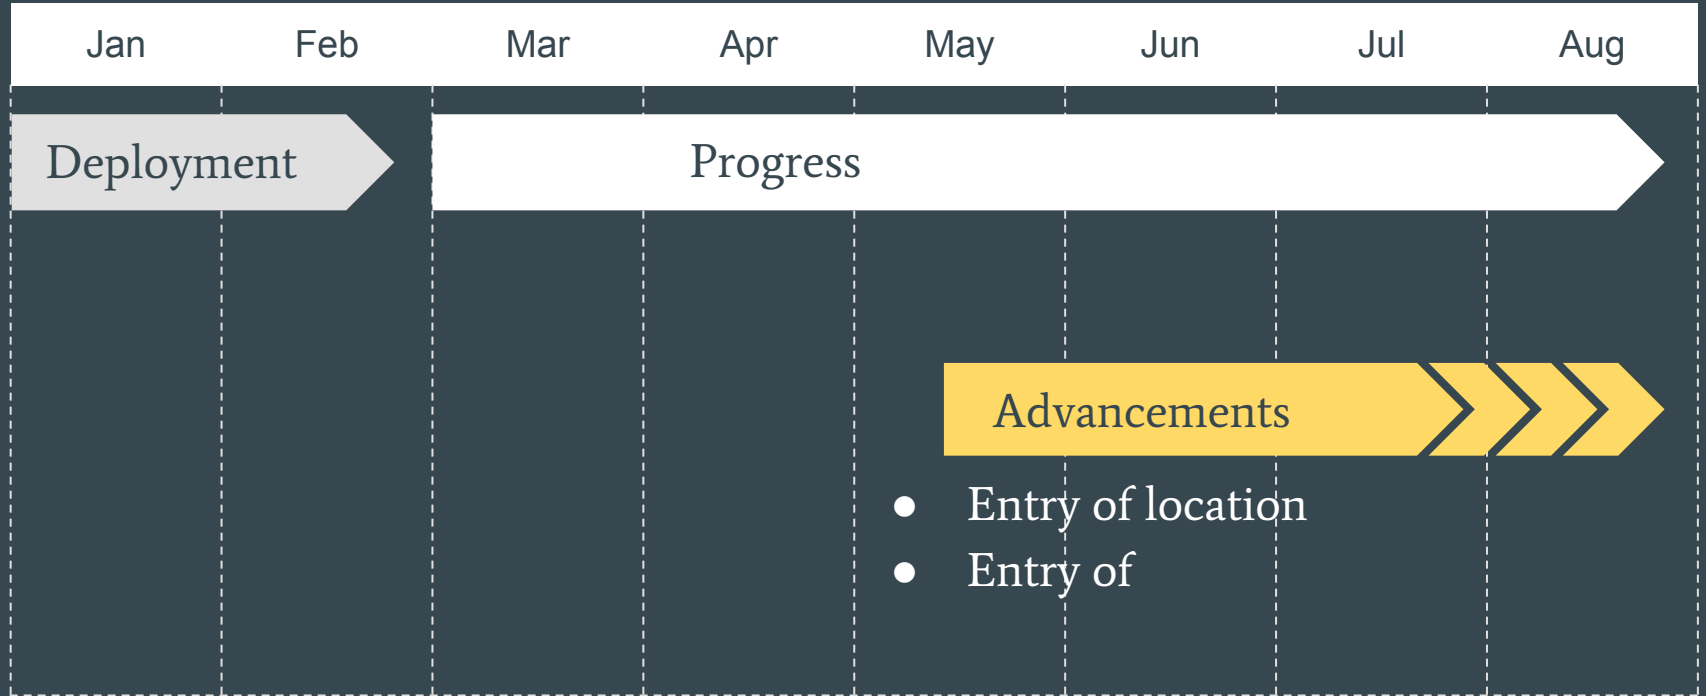 Jan Feb Mar Apr May Jun Jul Aug
Deployment Progress
Advancements
● Entry of location
● Entry of